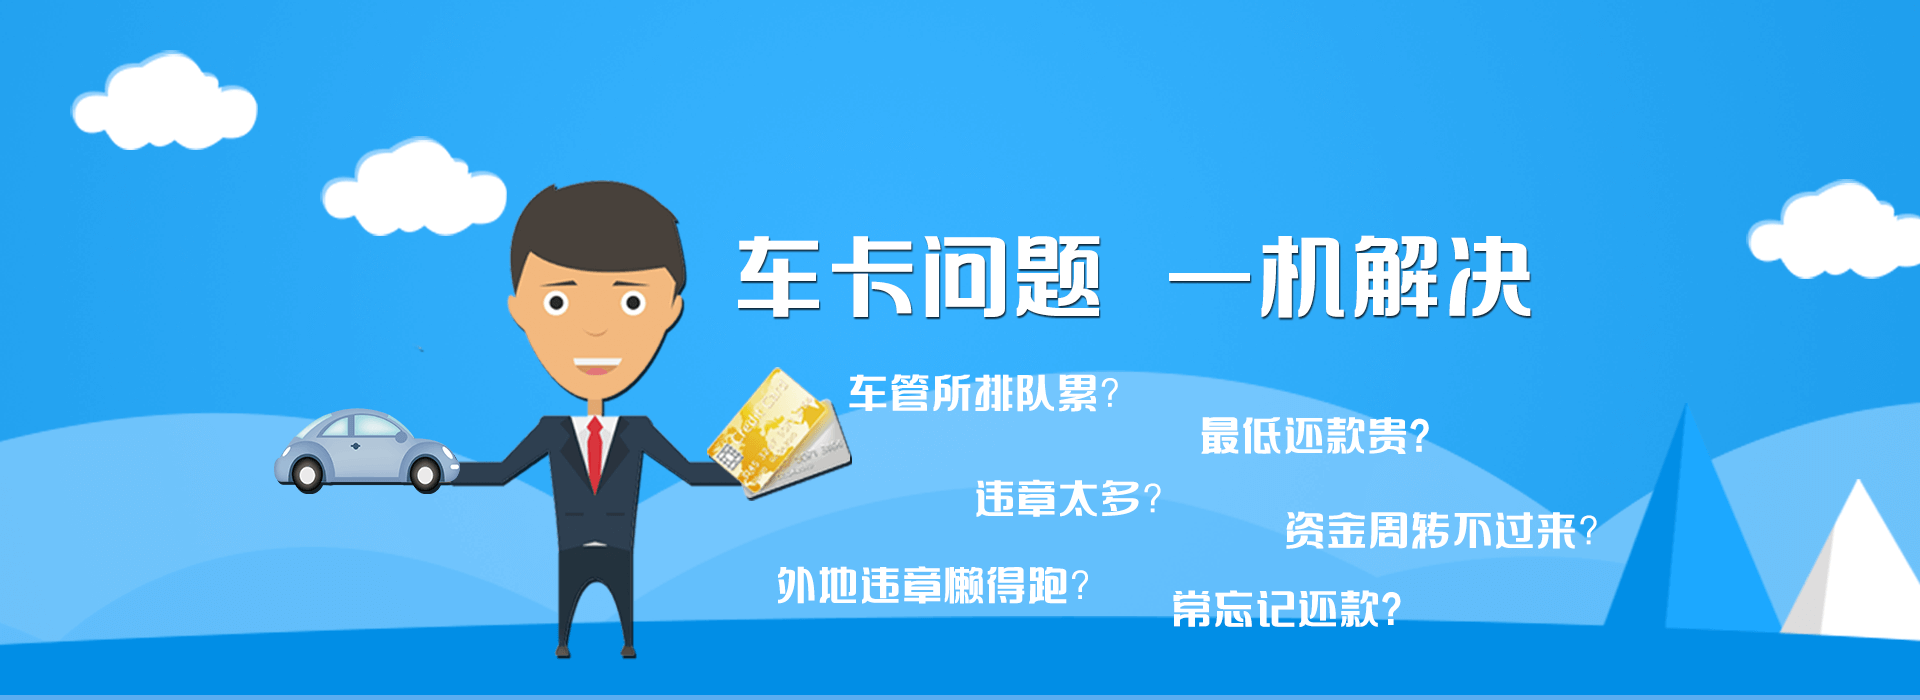 车卡问题 一机解决
车管所排队累?
最低还款贵?
违章太多?
资金周转不过来?
外地违章懒得跑?
常忘记还款?